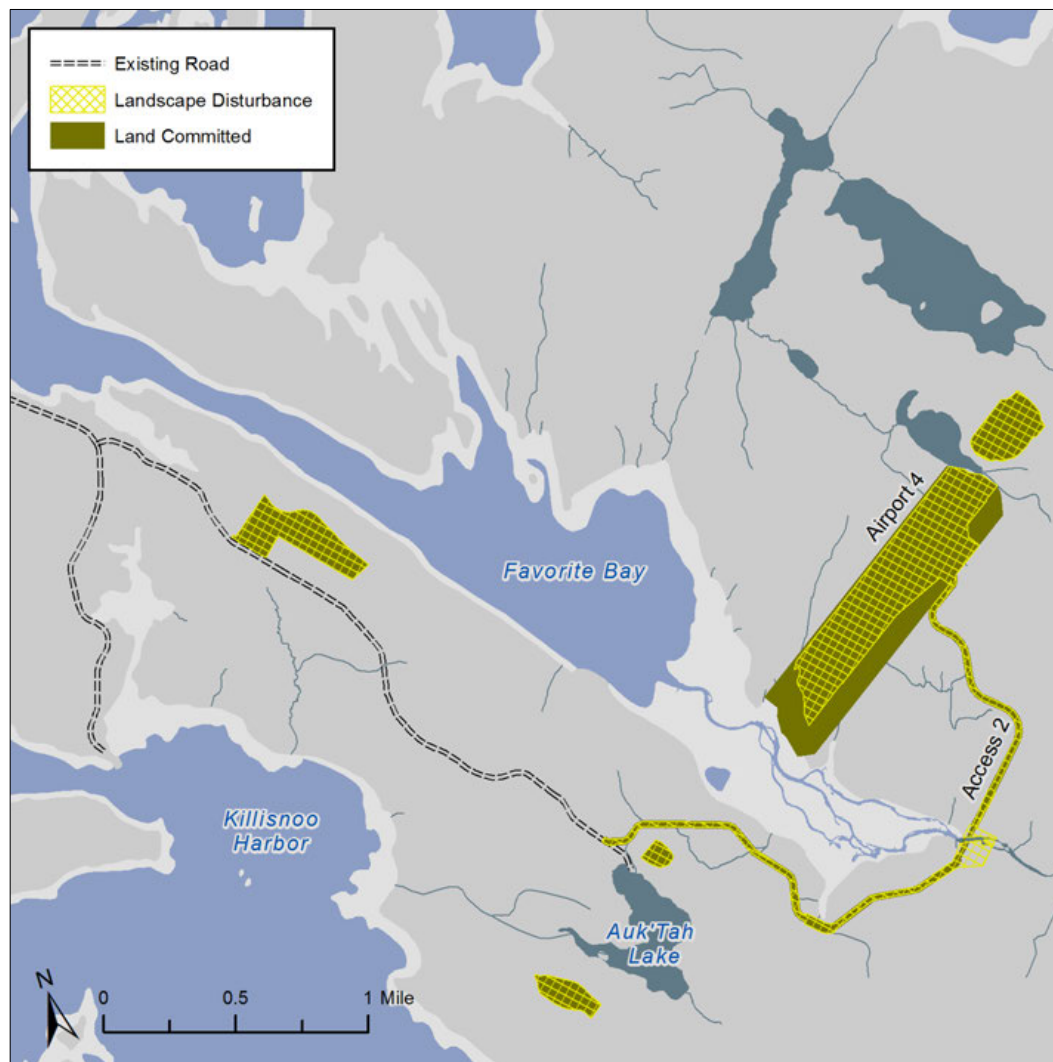 Existing Road
Landscape Disturbance
Land Committed
Airport 4
Favorite Bay
Access 2
Killisnoo
Harbor
Auk'Tah
Lake
N
0 0.5 1 Mile